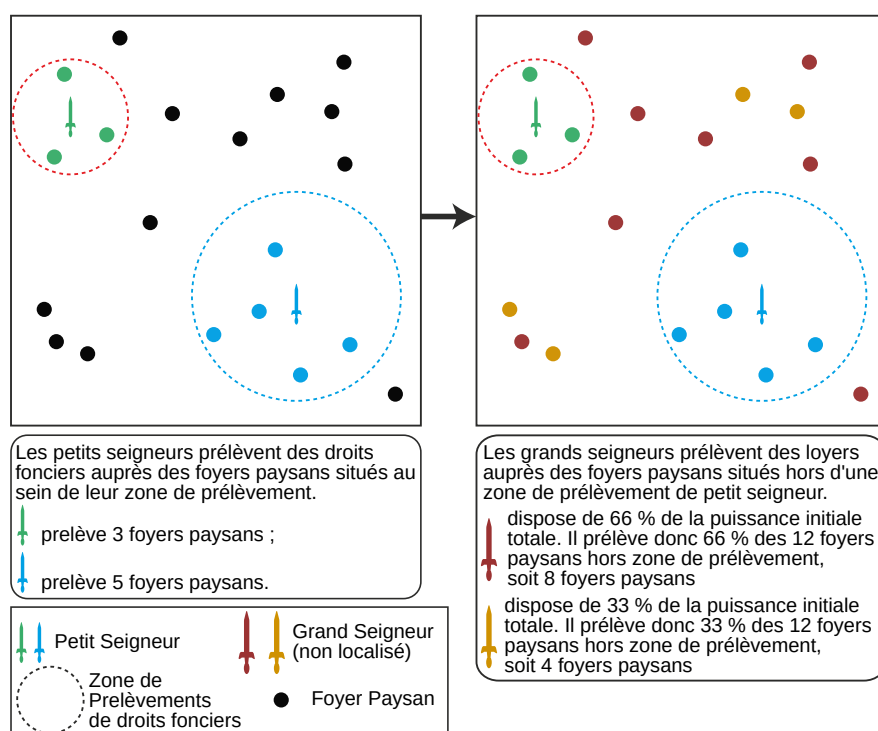 Les petits seigneurs prélèvent des droits
fonciers auprès des foyers paysans situés au
sein de leur zone de prélèvement.
prelève 3 foyers paysans ;
prelève 5 foyers paysans.
Petit Seigneur
Grand Seigneur
(non localisé)
Zone de
Prelèvements
de droits fonciers
Foyer Paysan
Les grands seigneurs prélèvent des loyers
auprès des foyers paysans situés hors d'une
zone de prélèvement de petit seigneur.
dispose de 66 % de la puissance initiale
totale. Il prélève donc 66 % des 12 foyers
paysans hors zone de prélèvement,
soit 8 foyers paysans
dispose de 33 % de la puissance initiale
totale. Il prélève donc 33 % des 12 foyers
paysans hors zone de prélèvement,
soit 4 foyers paysans